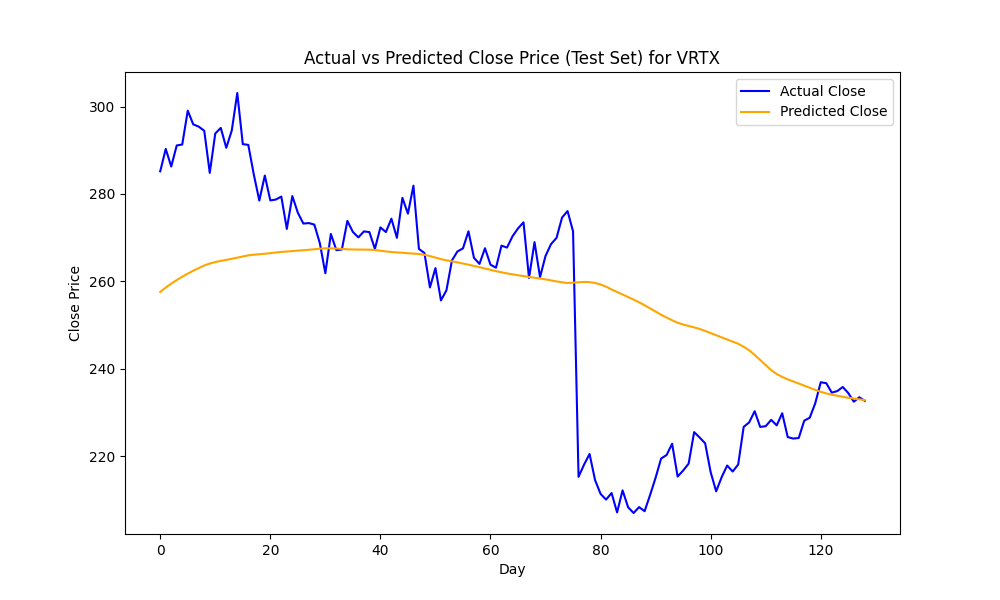 Actual vs Predicted Close Price (Test Set) for VRTX
Actual Close
Predicted Close
300
280
260
240
220
Close Price
0 20 40 60 80 100 120
Day